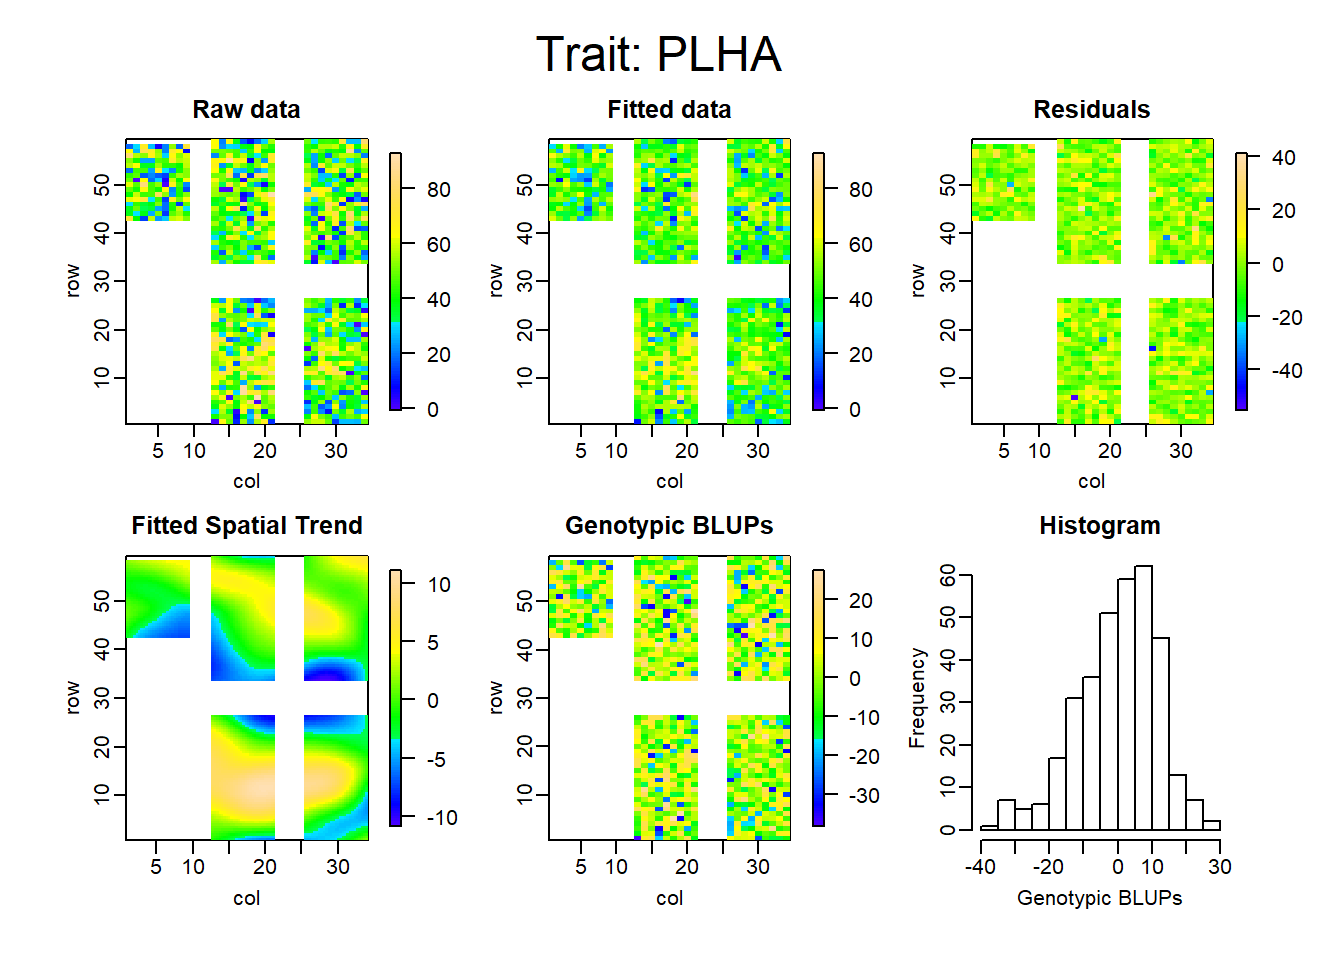 Trait: PLHA
Raw data
Fitted data
Residuals
row
10 20 30 40 50
5 10 20 30
col
0 20 40 60 80
row
10 20 30 40 50
5 10 20 30
col
0 20 40 60 80
row
10 20 30 40 50
5 10 20 30
col
-40 -20 0 20 40
Fitted Spatial Trend
Genotypic BLUPs
Histogram
row
10 20 30 40 50
5 10 20 30
col
-10 -5 0 5 10
row
10 20 30 40 50
5 10 20 30
col
-30 -20 -10 0 10 20
Frequency
0 10 20 30 40 50 60
-40 -20 0 10 30
Genotypic BLUPs